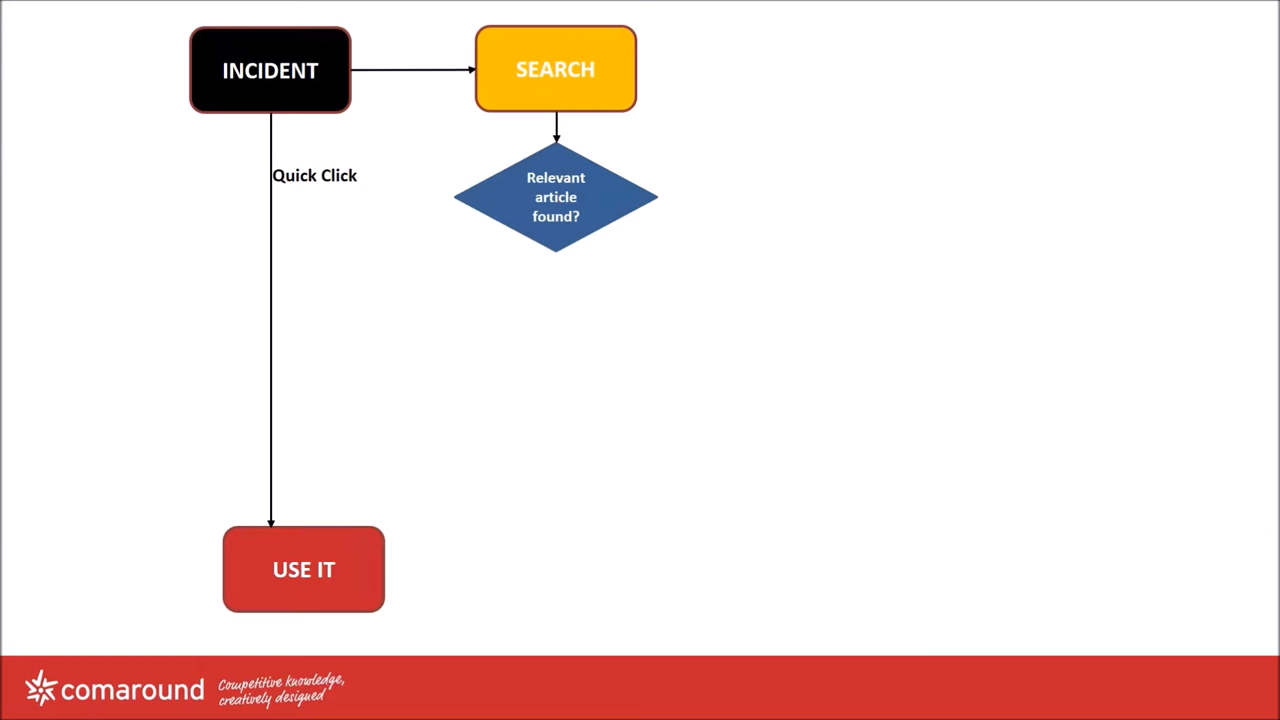 INCIDENT
SEARCH
Quick Click
Relevant
article
found?
USE IT
comaround
Competitive knowledge,
creatively designed